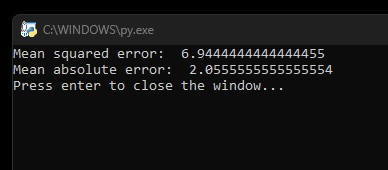 C:\WINDOWS\py.exe
Mean squared error:  6.9444444444444455
Mean absolute error:  2.0555555555555554
Press enter to close the window...